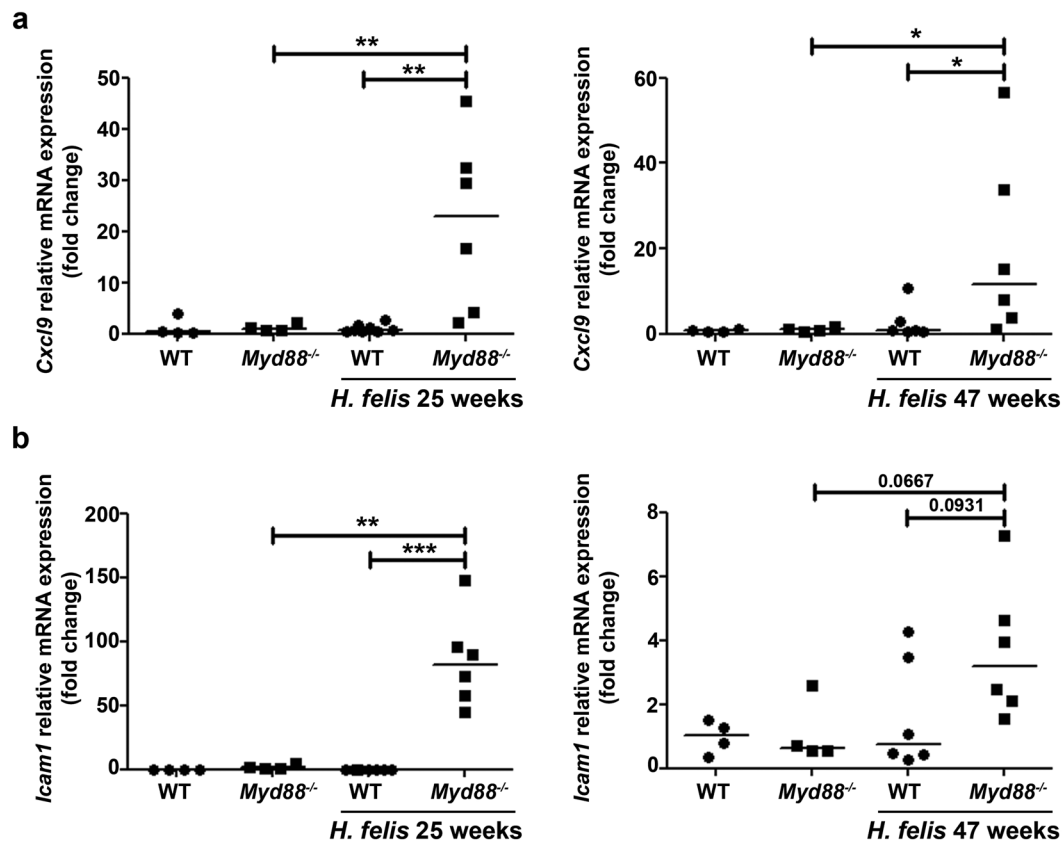 a
Cxcl9 relative mRNA expression
(fold change)
50
40
30
20
10
0
**
**
WT
Myd88-/-
WT
Myd88-/-
H. felis 25 weeks
Cxcl9 relative mRNA expression
(fold change)
60
40
20
0
*
*
WT
Myd88-/-
WT
Myd88-/-
H. felis 47 weeks
b
Icam1 relative mRNA expression
(fold change)
200
150
100
50
0
**
***
WT
Myd88-/-
WT
Myd88-/-
H. felis 25 weeks
Icam1 relative mRNA expression
(fold change)
8
6
4
2
0
0.0667
0.0931
WT
Myd88-/-
WT
Myd88-/-
H. felis 47 weeks